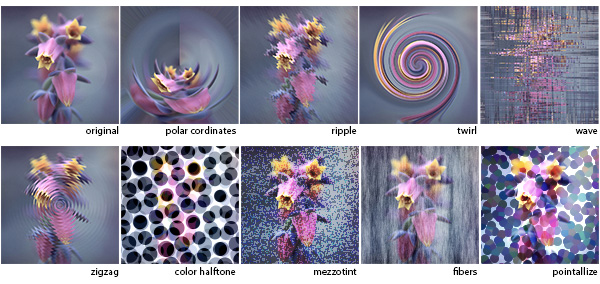 original
polar cordinates
ripple
twirl
wave
zigzag
color halftone
mezzotint
fibers
pointallize